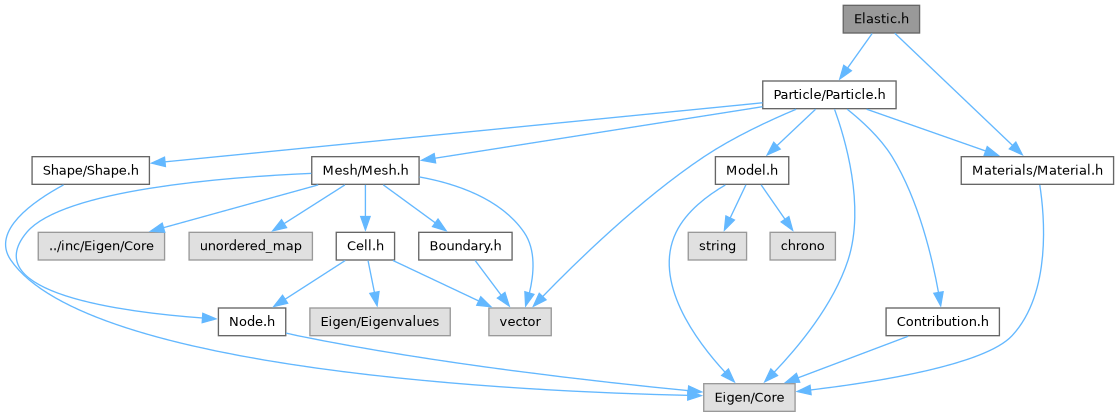 Elastic.h
Particle/Particle.h
Shape/Shape.h
Mesh/Mesh.h
Model.h
Materials/Material.h
../inc/Eigen/Core
unordered_map
Cell.h
Boundary.h
string
chrono
Node.h
Eigen/Eigenvalues
vector
Contribution.h
Eigen/Core